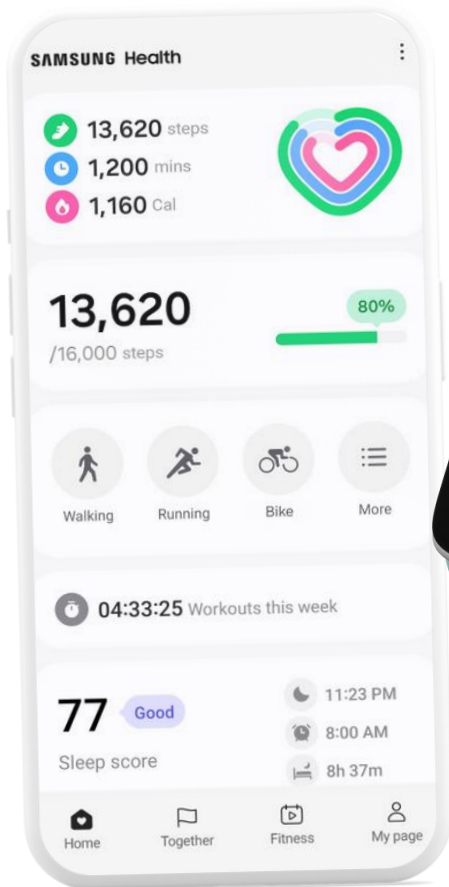 SAMSUNG Health
13,620 steps
1,200 mins
1,160 Cal
13,620
/16,000 steps
80%
Walking
Running
Bike
More
04:33:25 Workouts this week
77
Good
Sleep score
11:23 PM
8:00 AM
8h 37m
Home
Together
Fitness
My page